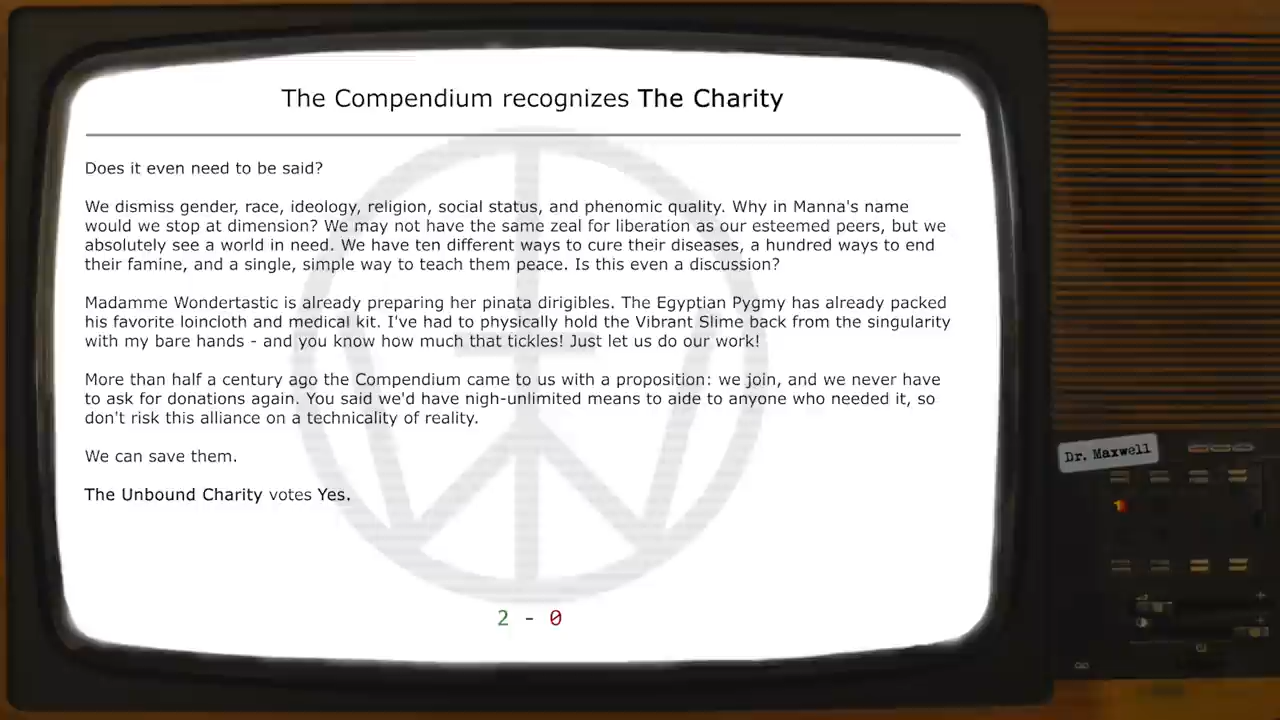 The Compendium recognizes The Charity
Does it even need to be said?
We dismiss gender, race, ideology, religion, social status, and phenomic quality. Why in Manna's name
would we stop at dimension? We may not have the same zeal for liberation as our esteemed peers, but we
absolutely see a world in need. We have ten different ways to cure their diseases, a hundred ways to end
their famine, and a single, simple way to teach them peace. Is this even a discussion?
Madamme Wondertastic is already preparing her pinata dirigibles. The Egyptian Pygmy has already packed
his favorite loincloth and medical kit. I've had to physically hold the Vibrant Slime back from the singularity
with my bare hands - and you know how much that tickles! Just let us do our work!
More than half a century ago the Compendium came to us with a proposition: we join, and we never have
to ask for donations again. You said we'd have nigh-unlimited means to aide to anyone who needed it, so
don't risk this alliance on a technicality of reality.
We can save them.
The Unbound Charity votes Yes.
2 - 0
Dr. Maxwell